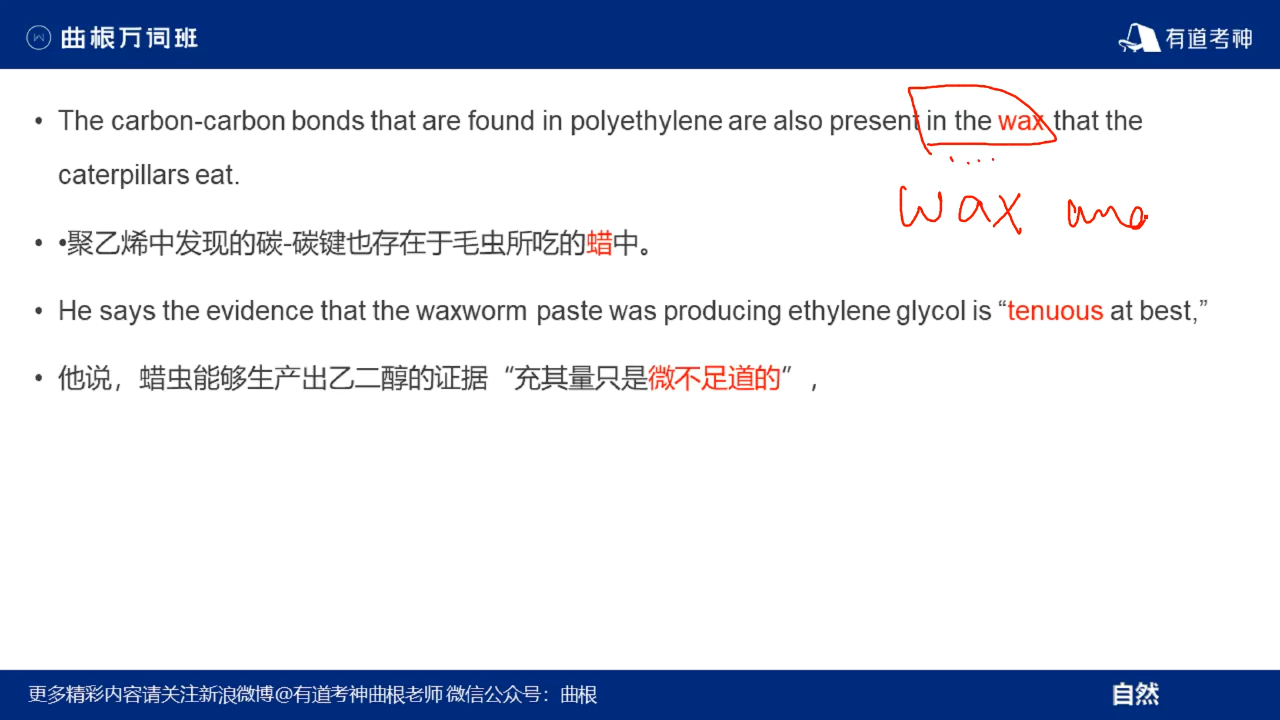 曲根万词班
有道考神
• The carbon-carbon bonds that are found in polyethylene are also present in the wax that the
caterpillars eat.
wax and
• •聚乙烯中发现的碳-碳键也存在于毛虫所吃的蜡中。
• He says the evidence that the waxworm paste was producing ethylene glycol is “tenuous at best,”
• 他说，蜡虫能够生产出乙二醇的证据“充其量只是微不足道的”，
更多精彩内容请关注新浪微博@有道考神曲根老师 微信公众号：曲根
自然